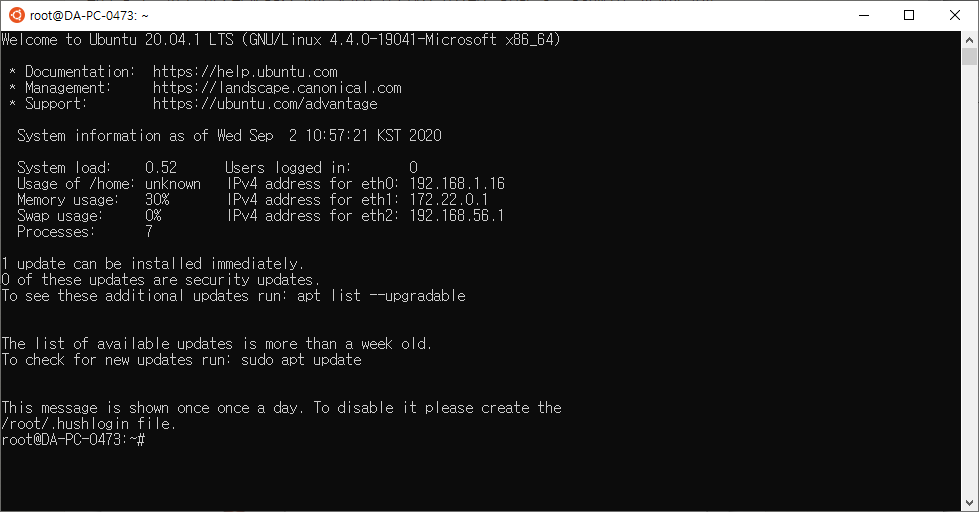 root@DA-PC-0473: ~
Welcome to Ubuntu 20.04.1 LTS (GNU/Linux 4.4.0-19041-Microsoft x86_64)
* Documentation:  https://help.ubuntu.com
* Management:     https://landscape.canonical.com
* Support:        https://ubuntu.com/advantage
System information as of Wed Sep  2 10:57:21 KST 2020
System load:    0.52      Users logged in:       0
Usage of /home: unknown   IPv4 address for eth0: 192.168.1.16
Memory usage:   30%       IPv4 address for eth1: 172.22.0.1
Swap usage:     0%        IPv4 address for eth2: 192.168.56.1
Processes:      7
1 update can be installed immediately.
0 of these updates are security updates.
To see these additional updates run: apt list --upgradable
The list of available updates is more than a week old.
To check for new updates run: sudo apt update
This message is shown once once a day. To disable it please create the
/root/.hushlogin file.
root@DA-PC-0473:~#